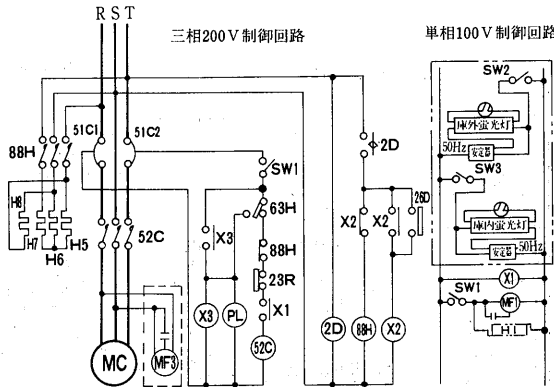 R S T
三相200V制御回路
単相100V制御回路
SW2
庫外蛍光灯
50Hz
安定器
SW3
庫内蛍光灯
安定器
50Hz
51C1
51C2
88H
2D
SW1
63H
26D
X3
X2
X2
H8
H7
H6
H5
52C
88H
23R
X1
X1
SW1
MF1
X3
PL
52C
2D
88H
X2
MC
MF3